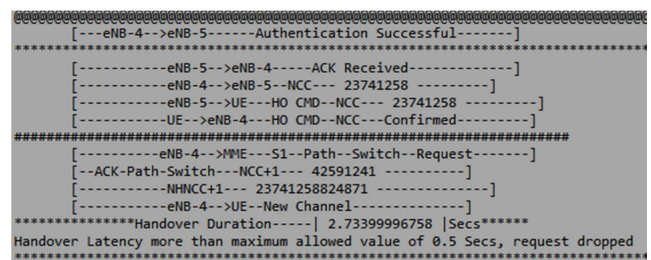 @@@@@@@@@@@@@@@@@@@@@@@@@@@@@@@@@@@@@@@@@@@@@@@@@@@@@@@@@@@@@@@@@@@@@@@@@@@@@@@
[---eNB-4-->eNB-5------Authentication Successful-------]
*******************************************************************************
[-----------eNB-5-->eNB-4-----ACK Received-------------]
[-----------eNB-4-->eNB-5--NCC--- 23741258 ---------]
[-----------eNB-5-->UE---HO CMD--NCC--- 23741258 ---------]
[-----------UE-->eNB-4---HO CMD--NCC---Confirmed-------]
######################################################################
[----------eNB-4-->MME---S1--Path--Switch--Request-------]
[--ACK-Path-Switch---NCC+1--- 42591241 ----------]
[-----------NHNCC+1--- 23741258824871 --------------]
[-----------eNB-4-->UE--New Channel--------------]
***************Handover Duration-----| 2.73399996758 |Secs******
Handover Latency more than maximum allowed value of 0.5 Secs, request dropped
*******************************************************************************